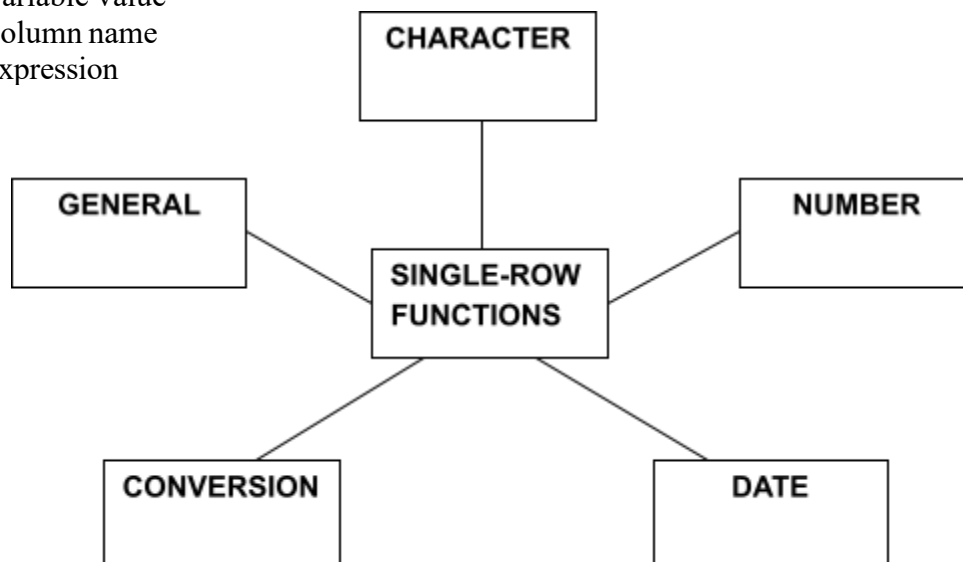 ariable value
olumn name
xpression
CHARACTER
GENERAL
NUMBER
SINGLE-ROW
FUNCTIONS
CONVERSION
DATE